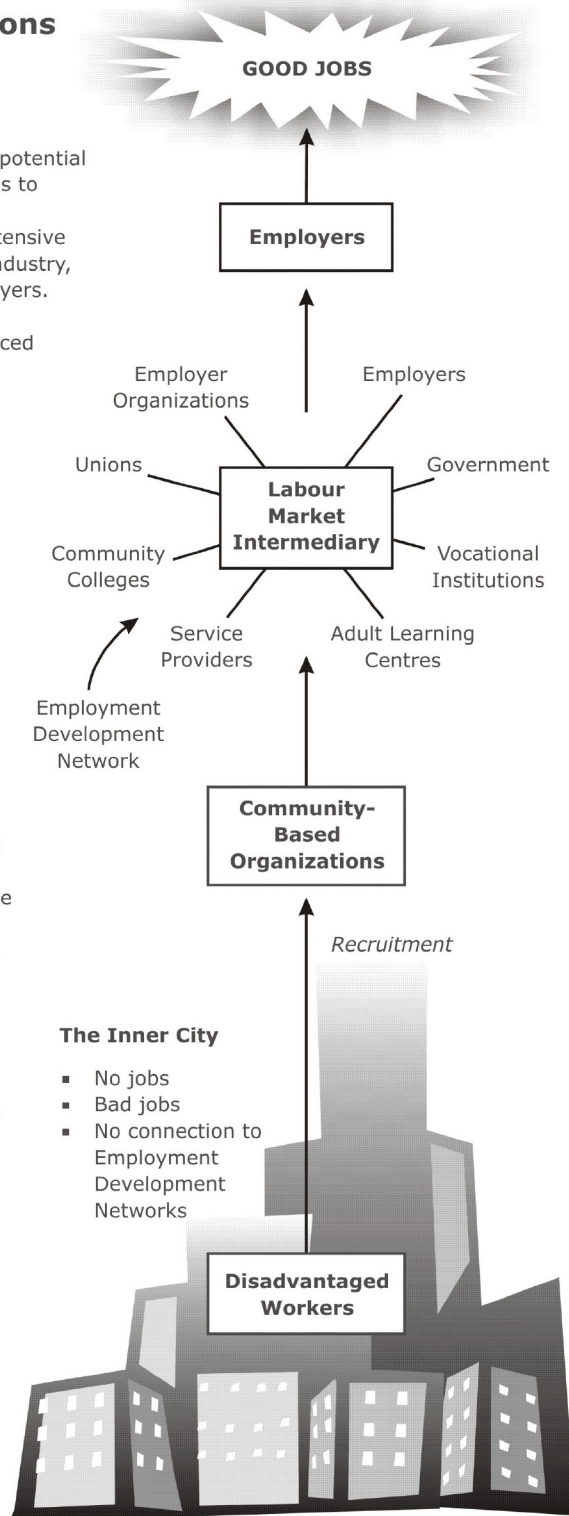 ons
GOOD JOBS
potential
s to
tensive
ndustry,
yers.
ced
Employers
Employer
Organizations
Employers
Unions
Government
Labour
Market
Intermediary
Community
Colleges
Vocational
Institutions
Service
Providers
Adult Learning
Centres
Employment
Development
Network
Community-
Based
Organizations
e
Recruitment
The Inner City
▪ No jobs
▪ Bad jobs
▪ No connection to
Employment
Development
Networks
Disadvantaged
Workers